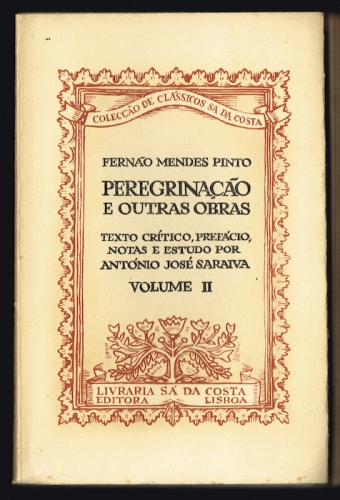 COLECÇÃO DE CLÁSSICOS SÁ DA COSTA
FERNÃO MENDES PINTO
PEREGRINAÇÃO
E OUTRAS OBRAS
TEXTO CRÍTICO, PREFÁCIO,
NOTAS E ESTUDO POR
ANTÓNIO JOSÉ SARAIVA
VOLUME II
LIVRARIA SÁ DA COSTA
EDITORA LISBOA